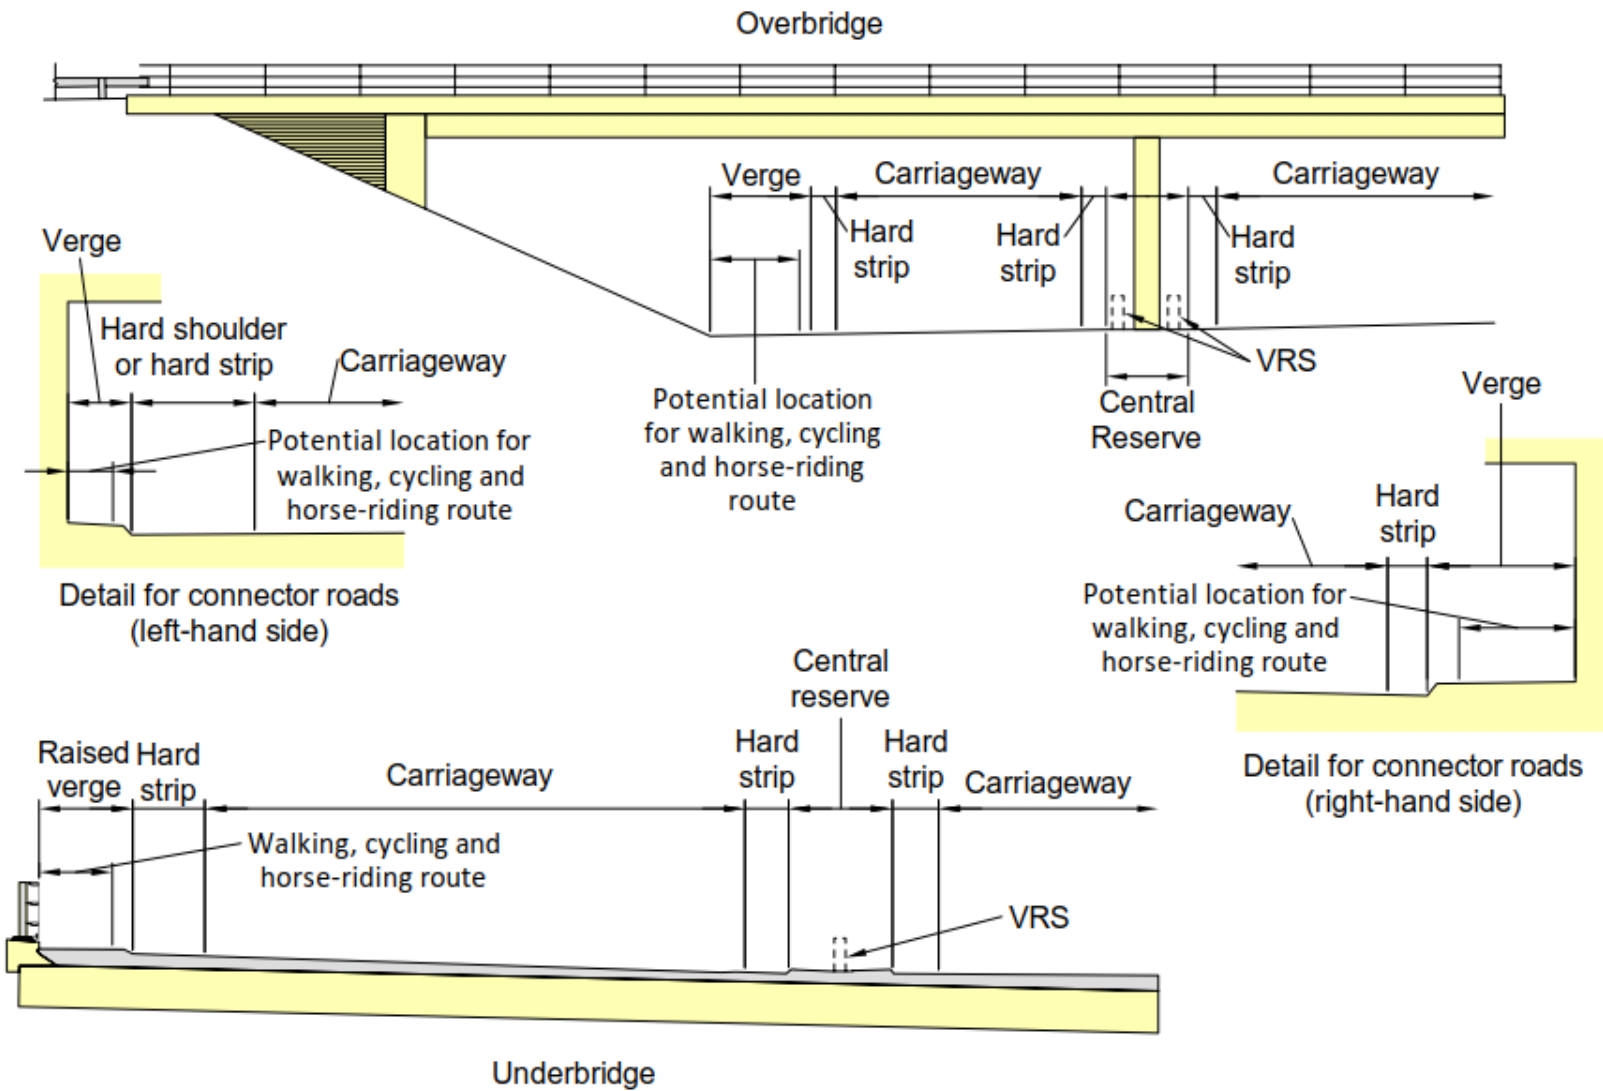 Overbridge
Verge
Carriageway
Carriageway
Hard
strip
Hard
strip
Hard
strip
VRS
Central
Reserve
Potential location
for walking, cycling
and horse-riding
route
Verge
Hard shoulder
or hard strip
Carriageway
Potential location for
walking, cycling and
horse-riding route
Detail for connector roads
(left-hand side)
Verge
Hard
strip
Carriageway
Potential location for
walking, cycling and
horse-riding route
Detail for connector roads
(right-hand side)
Central
reserve
Raised
verge
Hard
strip
Carriageway
Hard
strip
Hard
strip
Carriageway
Walking, cycling and
horse-riding route
VRS
Underbridge